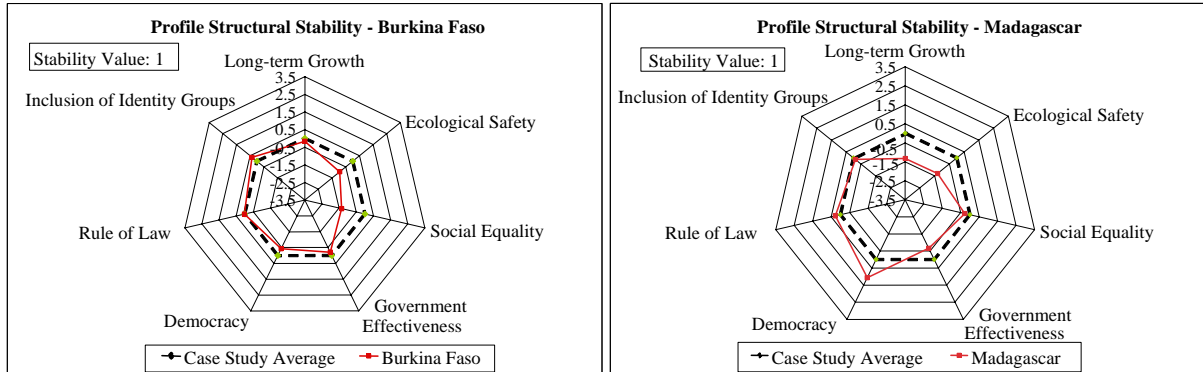 Profile Structural Stability - Burkina Faso
Stability Value: 1
Long-term Growth
3.5
2.5
1.5
0.5
-0.5
-1.5
-2.5
-3.5
Inclusion of Identity Groups
Ecological Safety
Rule of Law
Social Equality
Democracy
Government
Effectiveness
Case Study Average
Burkina Faso
Profile Structural Stability - Madagascar
Stability Value: 1
Long-term Growth
3.5
2.5
1.5
0.5
-0.5
-1.5
-2.5
-3.5
Inclusion of Identity Groups
Ecological Safety
Rule of Law
Social Equality
Democracy
Government
Effectiveness
Case Study Average
Madagascar